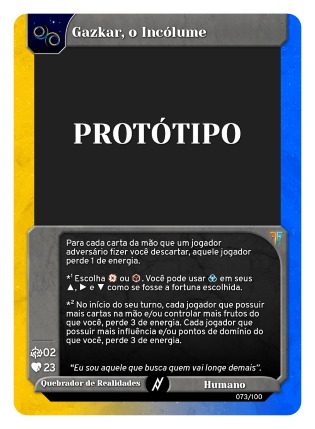 Gazkar, o Incólume
PROTÓTIPO
Para cada carta da mão que um jogador
adversário fizer você descartar, aquele jogador
perde 1 de energia.
*¹ Escolha ou . Você pode usar em seus
▲, ▶ e ▼ como se fosse a fortuna escolhida.
*² No início do seu turno, cada jogador que possuir
mais cartas na mão e/ou controlar mais frutos do
que você, perde 3 de energia. Cada jogador que
possuir mais influência e/ou pontos de domínio do
que você, perde 3 de energia.
02
23
"Eu sou aquele que busca quem vai longe demais".
Quebrador de Realidades
Humano
073/100